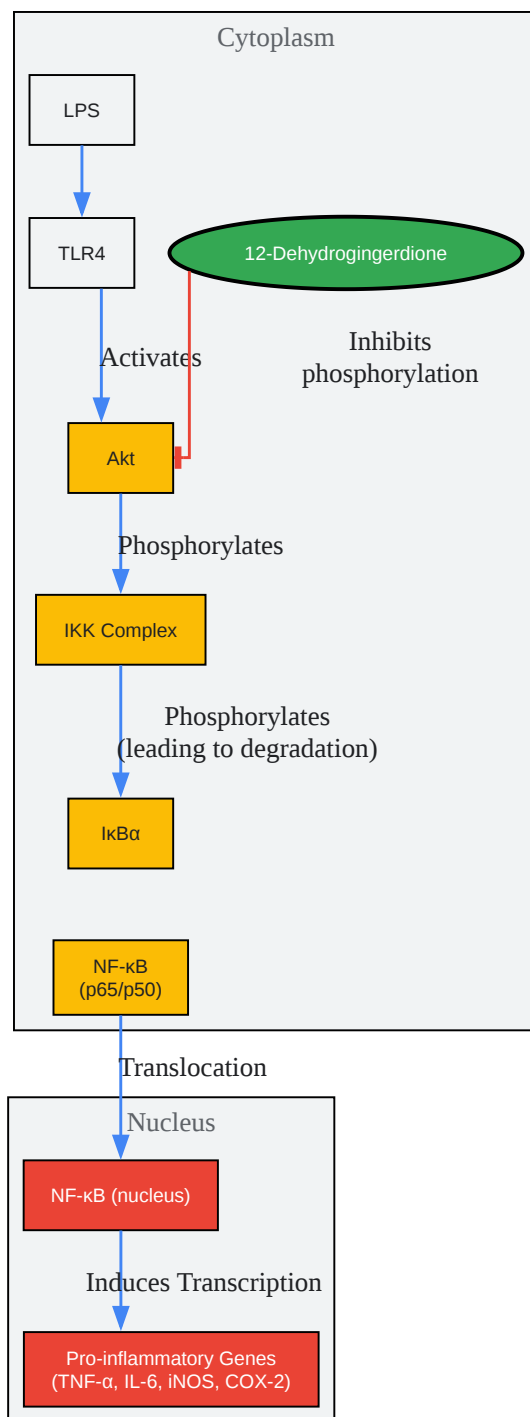 Cytoplasm
LPS
TLR4
12-Dehydrogingerdione
Activates
Inhibits
phosphorylation
Akt
Phosphorylates
IKK Complex
Phosphorylates
(leading to degradation)
IκBα
NF-κB
(p65/p50)
Translocation
Nucleus
NF-κB (nucleus)
Induces Transcription
Pro-inflammatory Genes
(TNF-α, IL-6, iNOS, COX-2)